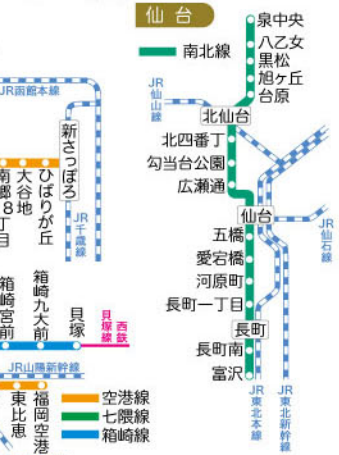 仙台
南北線
泉中央
八乙女
黒松
旭ヶ丘
台原
JR仙山線
北仙台
北四番丁
勾当台公園
広瀬通
仙台
JR仙石線
五橋
愛宕橋
河原町
長町一丁目
長町
長町南
富沢
JR東北本線
JR東北新幹線
JR函館本線
新さっぽろ
ひばりが丘
大谷地
南郷8丁目
JR千歳線
箱崎宮前
箱崎九大前
貝塚
西鉄
貝塚線
JR山陽新幹線
東比恵
福岡空港
空港線
七隈線
箱崎線